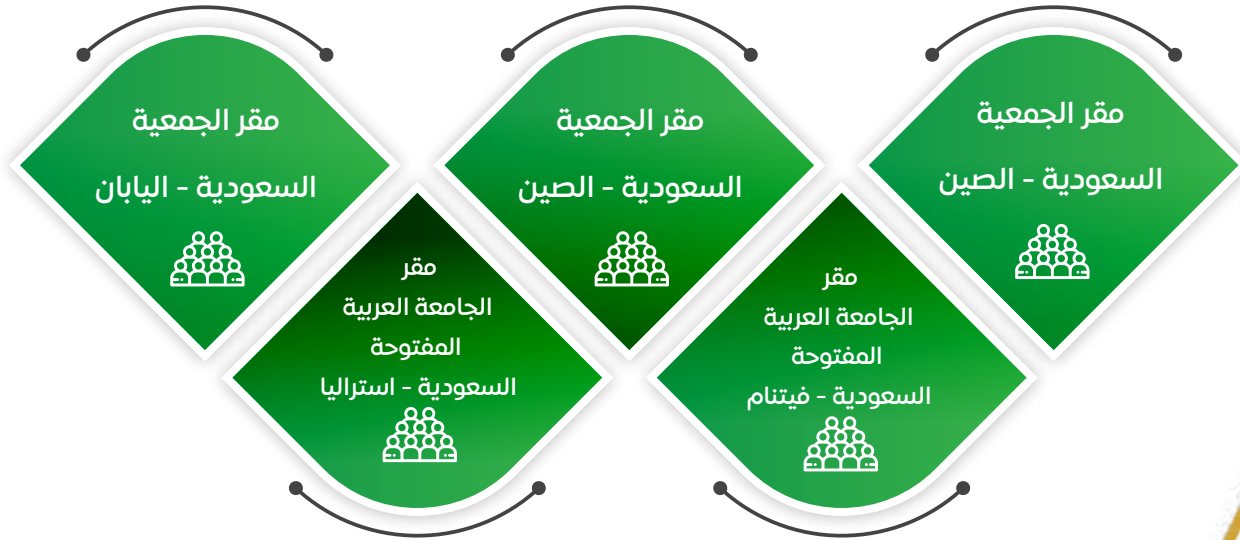 مقر الجمعية
السعودية - الصين
مقر
الجامعة العربية
المفتوحة
السعودية - فيتنام
مقر الجمعية
السعودية - الصين
مقر
الجامعة العربية
المفتوحة
السعودية - استراليا
مقر الجمعية
السعودية - اليابان